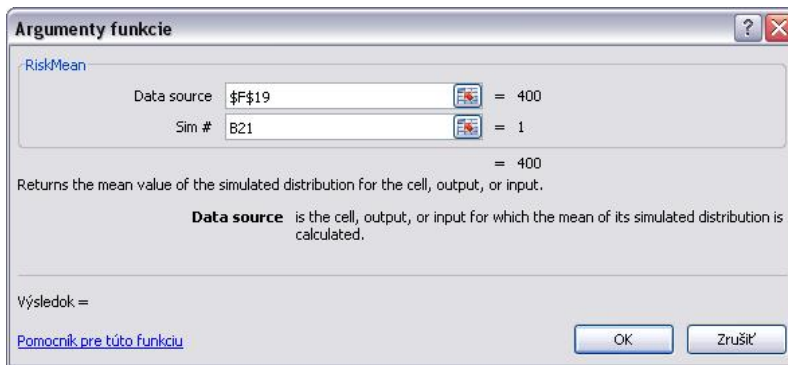 Argumenty funkcie
RiskMean
Data source $F$19 = 400
Sim # B21 = 1
= 400
Returns the mean value of the simulated distribution for the cell, output, or input.
Data source is the cell, output, or input for which the mean of its simulated distribution is
calculated.
Výsledok =
Pomocník pre túto funkciu OK Zrušiť